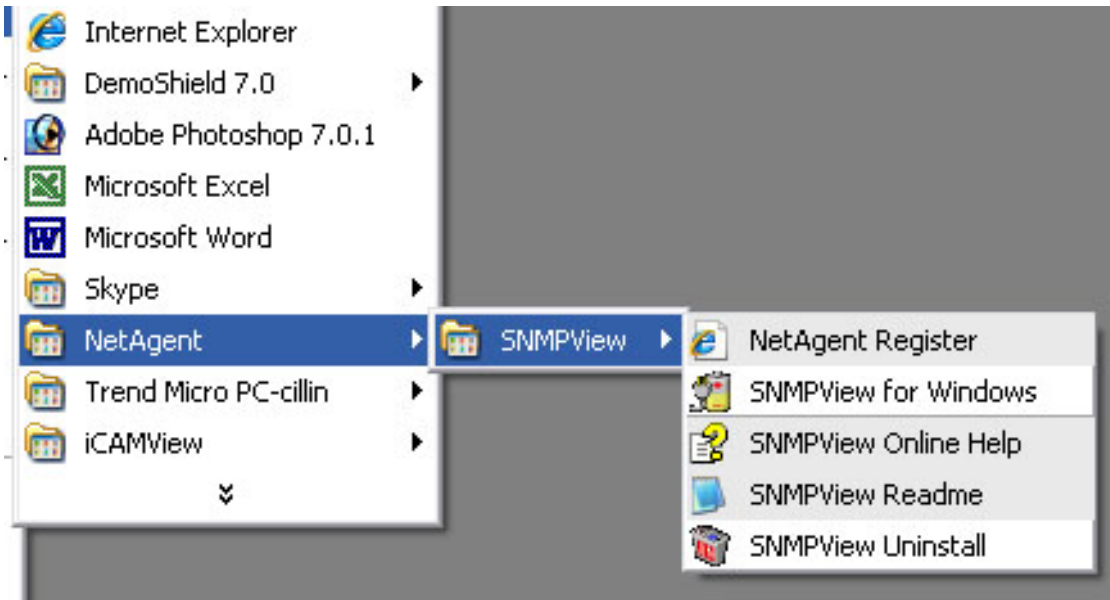 Internet Explorer
DemoShield 7.0
Adobe Photoshop 7.0.1
Microsoft Excel
Microsoft Word
Skype
NetAgent
Trend Micro PC-cillin
iCAMView
SNMPView
NetAgent Register
SNMPView for Windows
SNMPView Online Help
SNMPView Readme
SNMPView Uninstall